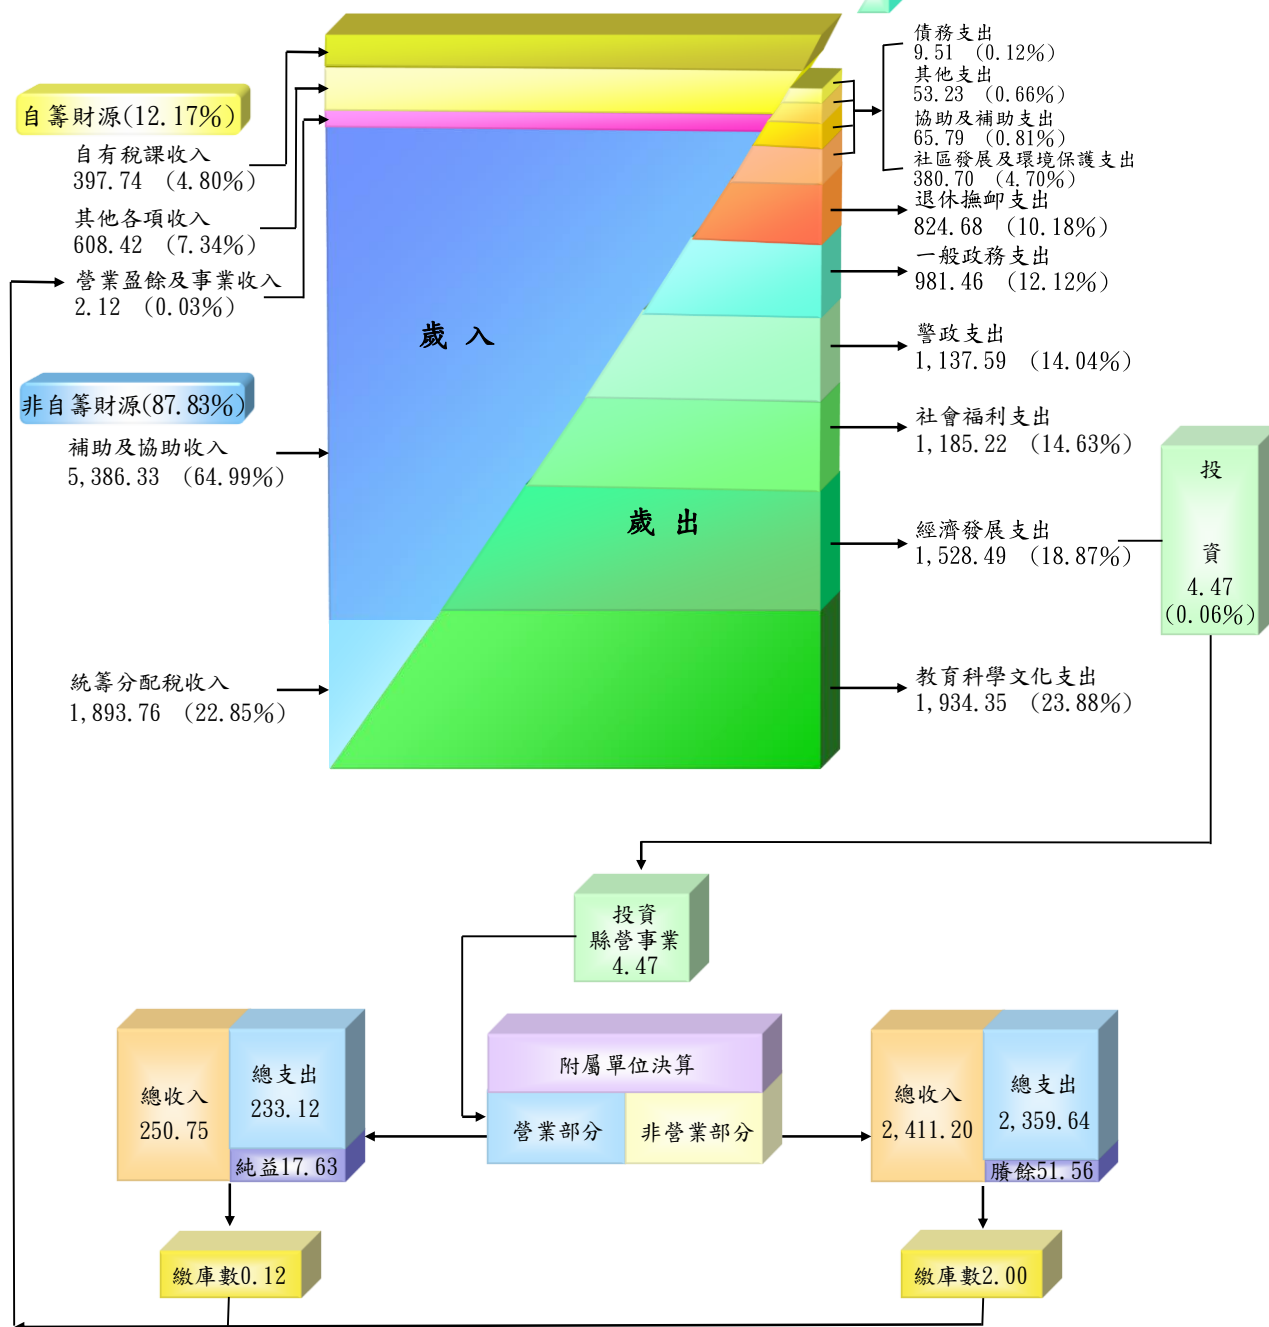 自籌財源(12.17%)
自有稅課收入
397.74 (4.80%)
其他各項收入
608.42 (7.34%)
營業盈餘及事業收入
2.12 (0.03%)
非自籌財源(87.83%)
補助及協助收入
5,386.33 (64.99%)
統籌分配稅收入
1,893.76 (22.85%)
歲 入
歲 出
債務支出
9.51 (0.12%)
其他支出
53.23 (0.66%)
協助及補助支出
65.79 (0.81%)
社區發展及環境保護支出
380.70 (4.70%)
退休撫卹支出
824.68 (10.18%)
一般政務支出
981.46 (12.12%)
警政支出
1,137.59 (14.04%)
社會福利支出
1,185.22 (14.63%)
經濟發展支出
1,528.49 (18.87%)
教育科學文化支出
1,934.35 (23.88%)
投
資
4.47
(0.06%)
投資
縣營事業
4.47
附屬單位決算
營業部分
非營業部分
總收入
250.75
總支出
233.12
純益17.63
繳庫數0.12
總收入
2,411.20
總支出
2,359.64
賸餘51.56
繳庫數2.00